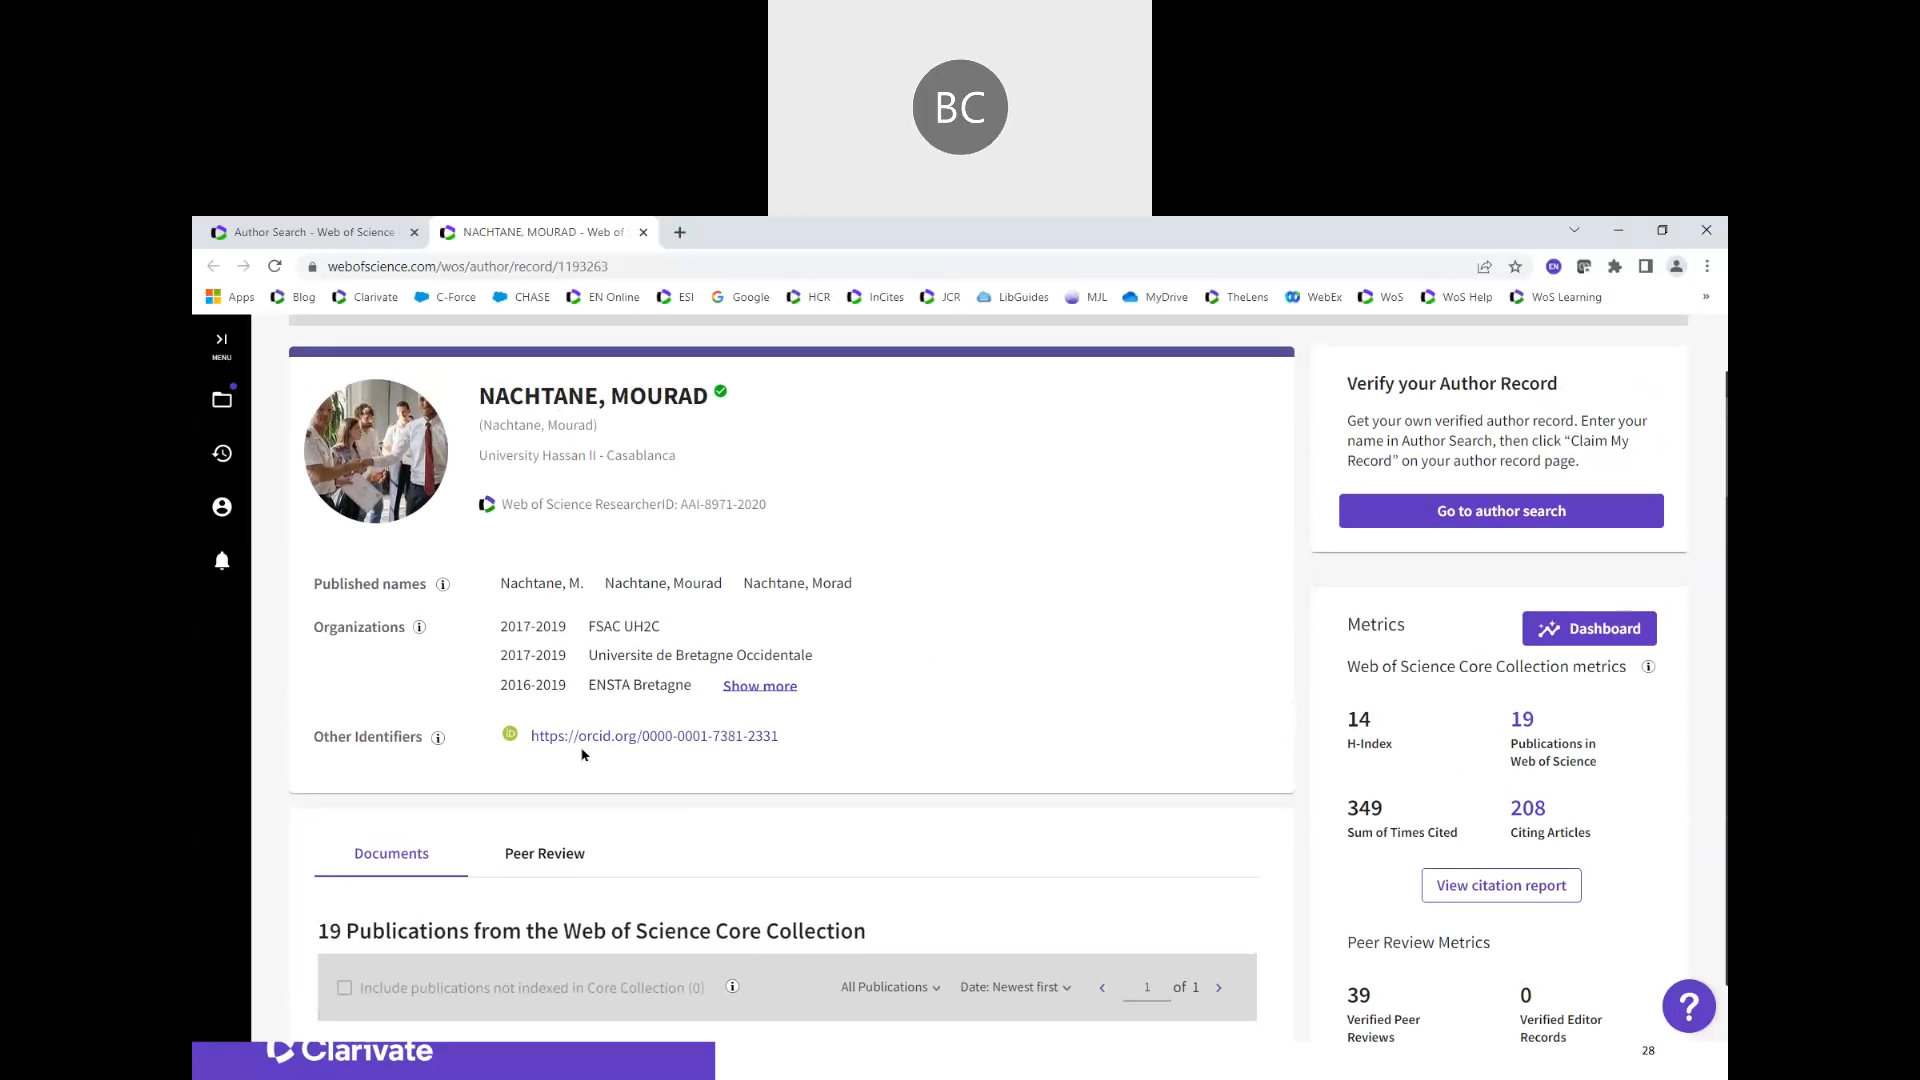 BC
Author Search - Web of Science
NACHTANE, MOURAD - Web of
webofscience.com/wos/author/record/1193263
EN
Apps Blog Clarivate C-Force CHASE EN Online ESI Google HCR InCites JCR LibGuides MJL MyDrive TheLens WebEx WoS WoS Help WoS Learning »
MENU
NACHTANE, MOURAD
(Nachtane, Mourad)
University Hassan II - Casablanca
Web of Science ResearcherID: AAI-8971-2020
Published names Nachtane, M. Nachtane, Mourad Nachtane, Morad
Organizations 2017-2019 FSAC UH2C
2017-2019 Universite de Bretagne Occidentale
2016-2019 ENSTA Bretagne Show more
Other Identifiers iD https://orcid.org/0000-0001-7381-2331
Documents Peer Review
19 Publications from the Web of Science Core Collection
Include publications not indexed in Core Collection (0) All Publications Date: Newest first 1 of 1
Verify your Author Record
Get your own verified author record. Enter your
name in Author Search, then click “Claim My
Record” on your author record page.
Go to author search
Metrics Dashboard
Web of Science Core Collection metrics
14 19
H-Index Publications in
Web of Science
349 208
Sum of Times Cited Citing Articles
View citation report
Peer Review Metrics
39 0
Verified Peer Verified Editor
Reviews Records
?
Clarivate
28